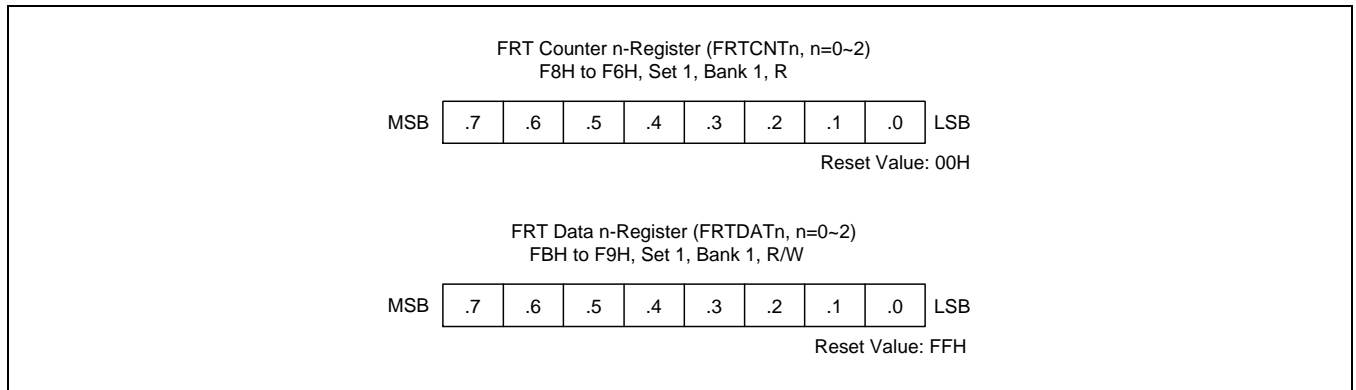 FRT Counter n-Register (FRTCNTn, n=0~2)
F8H to F6H, Set 1, Bank 1, R
MSB .7 .6 .5 .4 .3 .2 .1 .0 LSB
Reset Value: 00H
FRT Data n-Register (FRTDATn, n=0~2)
FBH to F9H, Set 1, Bank 1, R/W
MSB .7 .6 .5 .4 .3 .2 .1 .0 LSB
Reset Value: FFH